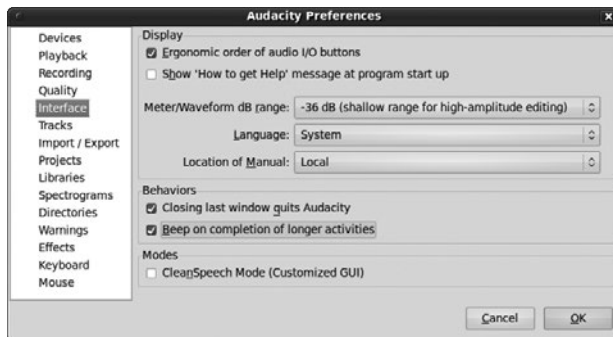 Audacity Preferences
Devices
Playback
Recording
Quality
Interface
Tracks
Import / Export
Projects
Libraries
Spectrograms
Directories
Warnings
Effects
Keyboard
Mouse
Display
Ergonomic order of audio I/O buttons
Show 'How to get Help' message at program start up
Meter/Waveform dB range: -36 dB (shallow range for high-amplitude editing)
Language: System
Location of Manual: Local
Behaviors
Closing last window quits Audacity
Beep on completion of longer activities
Modes
CleanSpeech Mode (Customized GUI)
Cancel OK